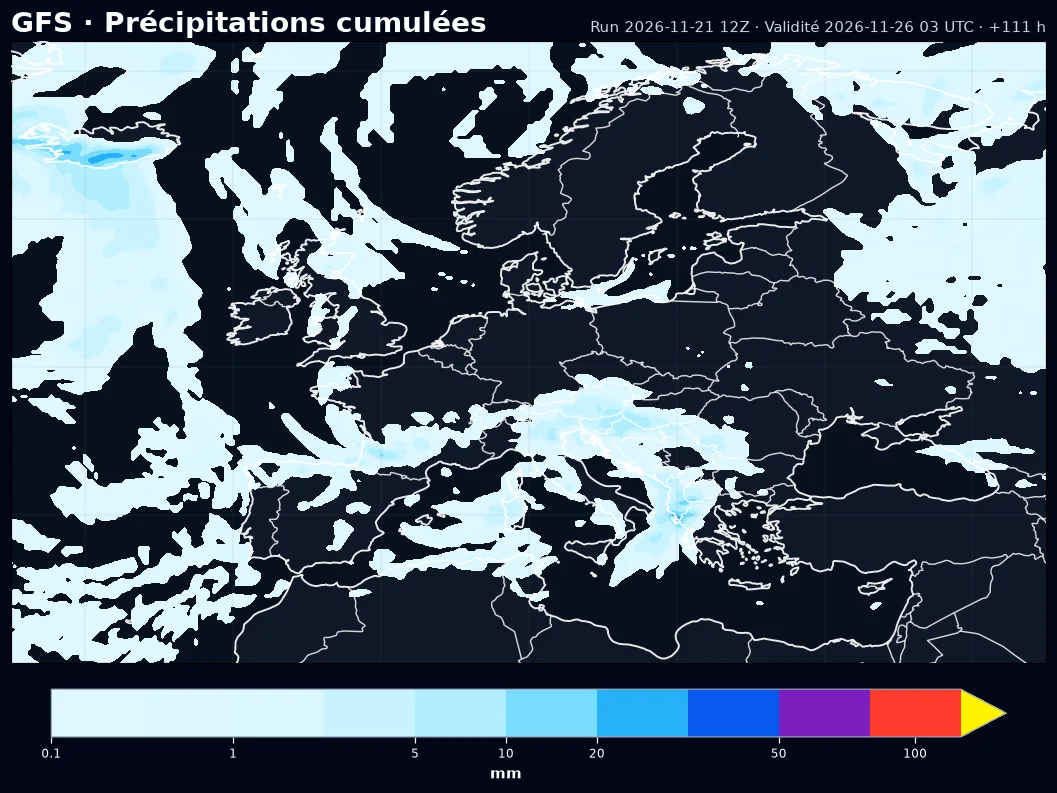 GFS · Précipitations cumulées
Run 2026-11-21 12Z · Validité 2026-11-26 03 UTC · +111 h
0.1 1 5 10 20 50 100
mm